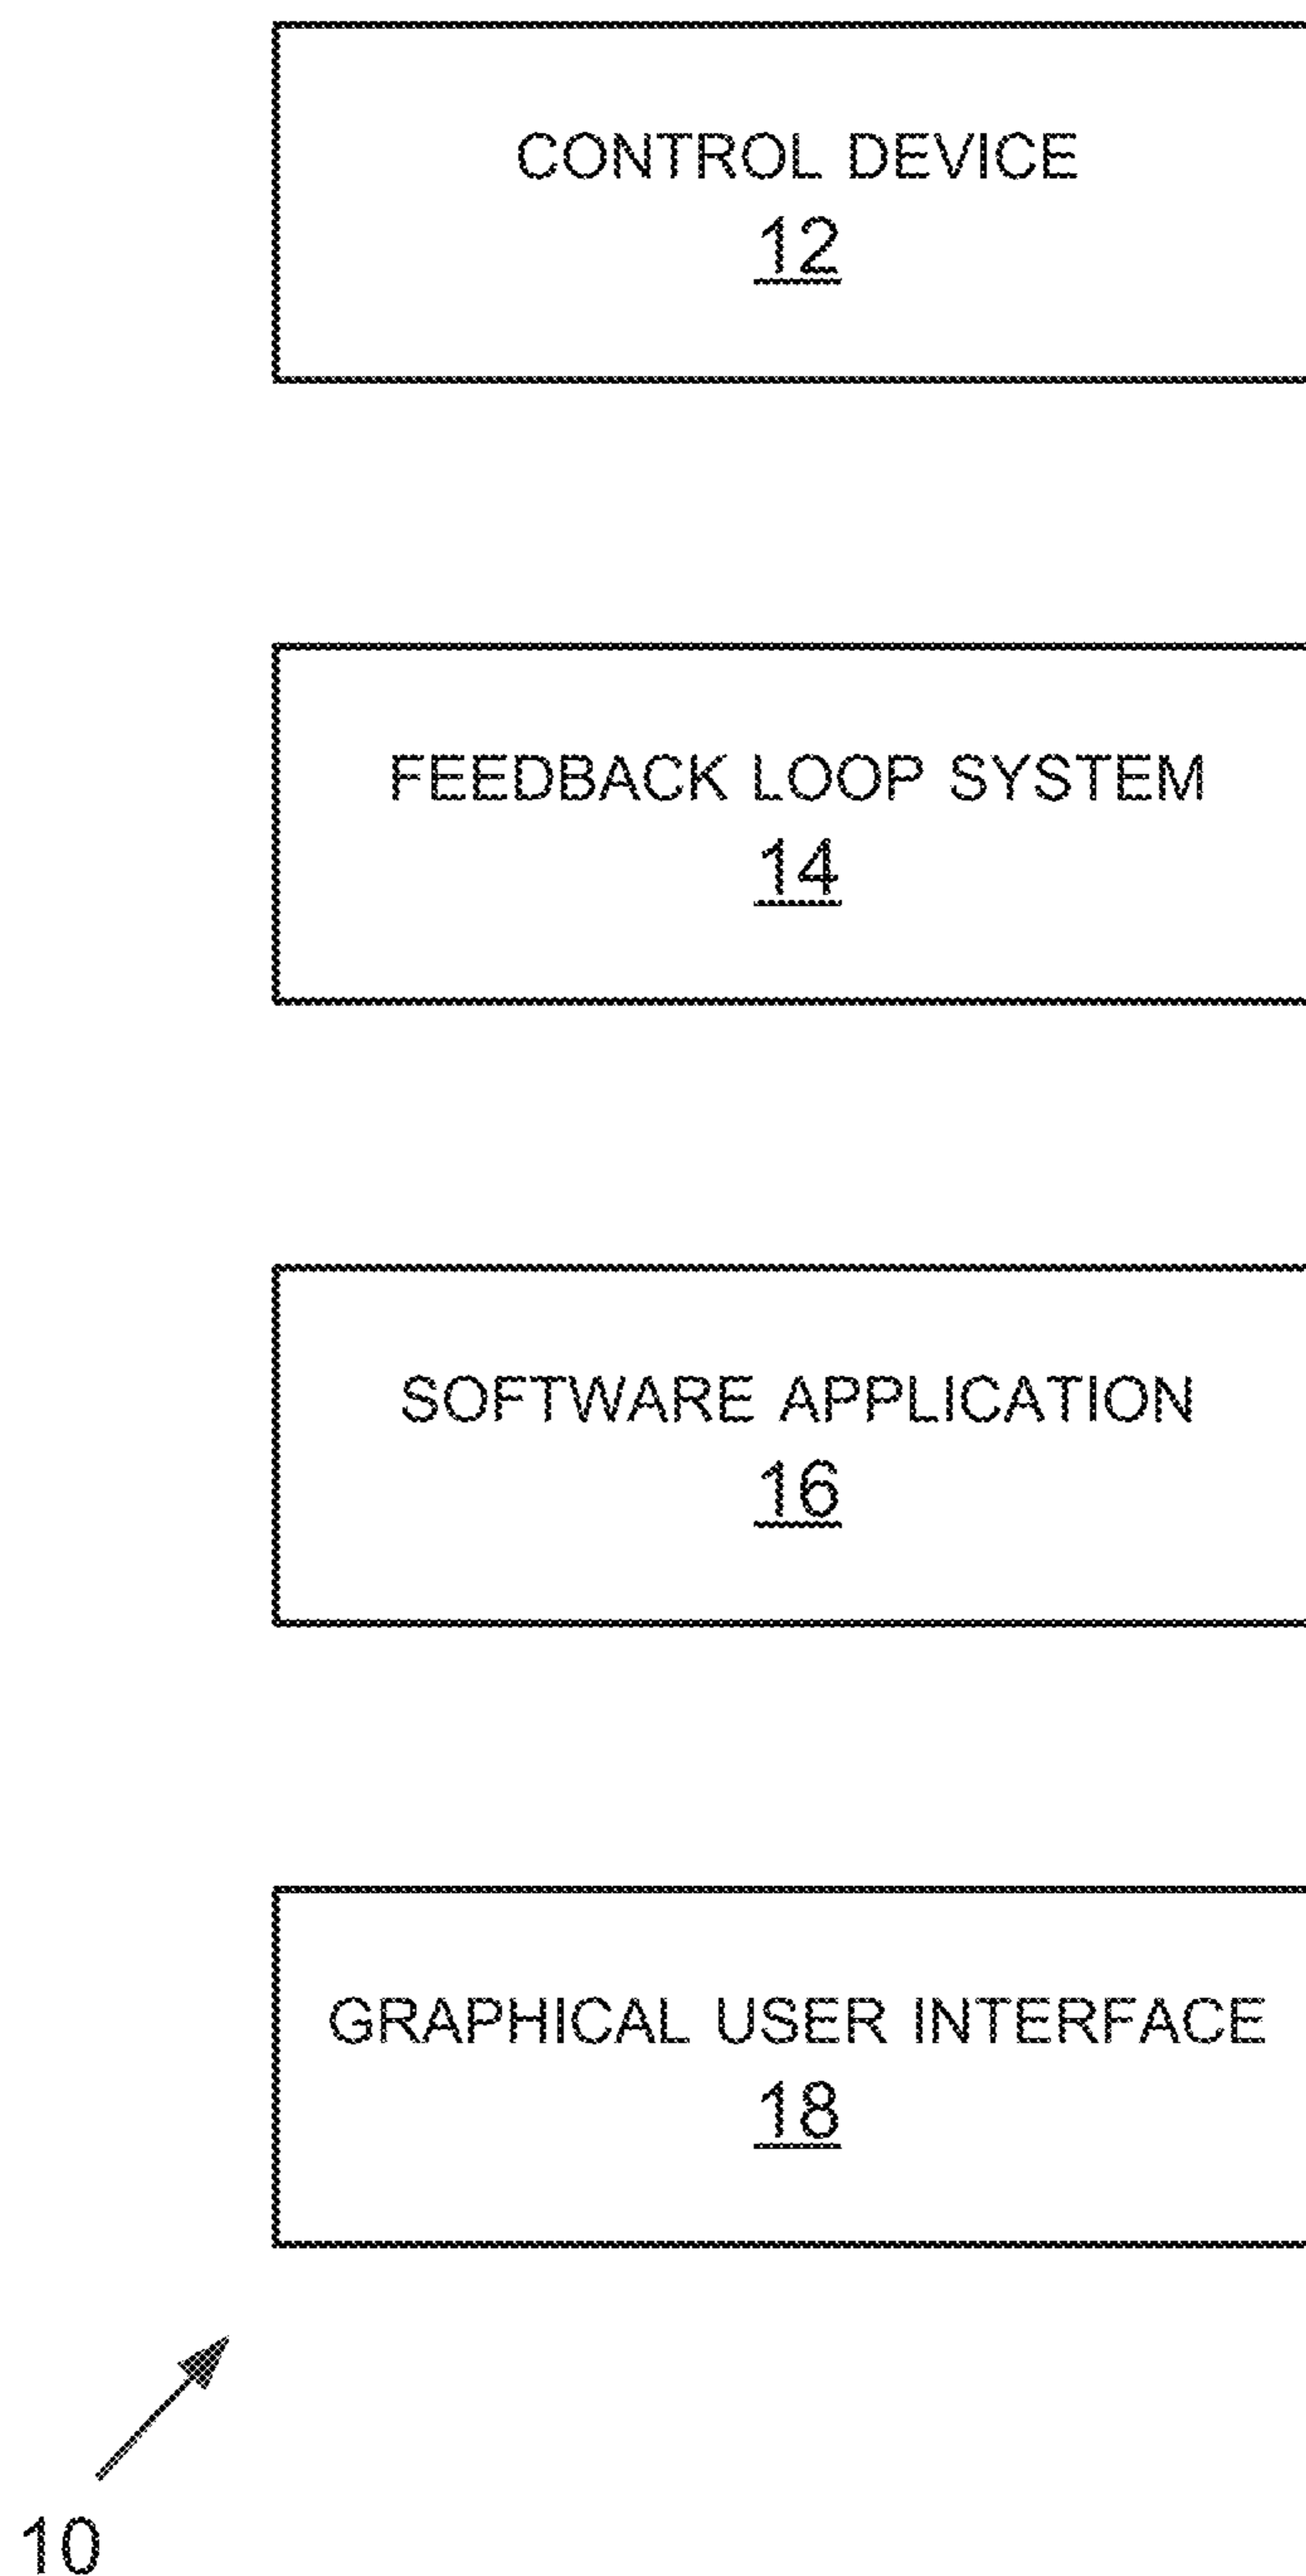 CONTROL DEVICE
12
FEEDBACK LOOP SYSTEM
14
SOFTWARE APPLICATION
16
GRAPHICAL USER INTERFACE
18
10